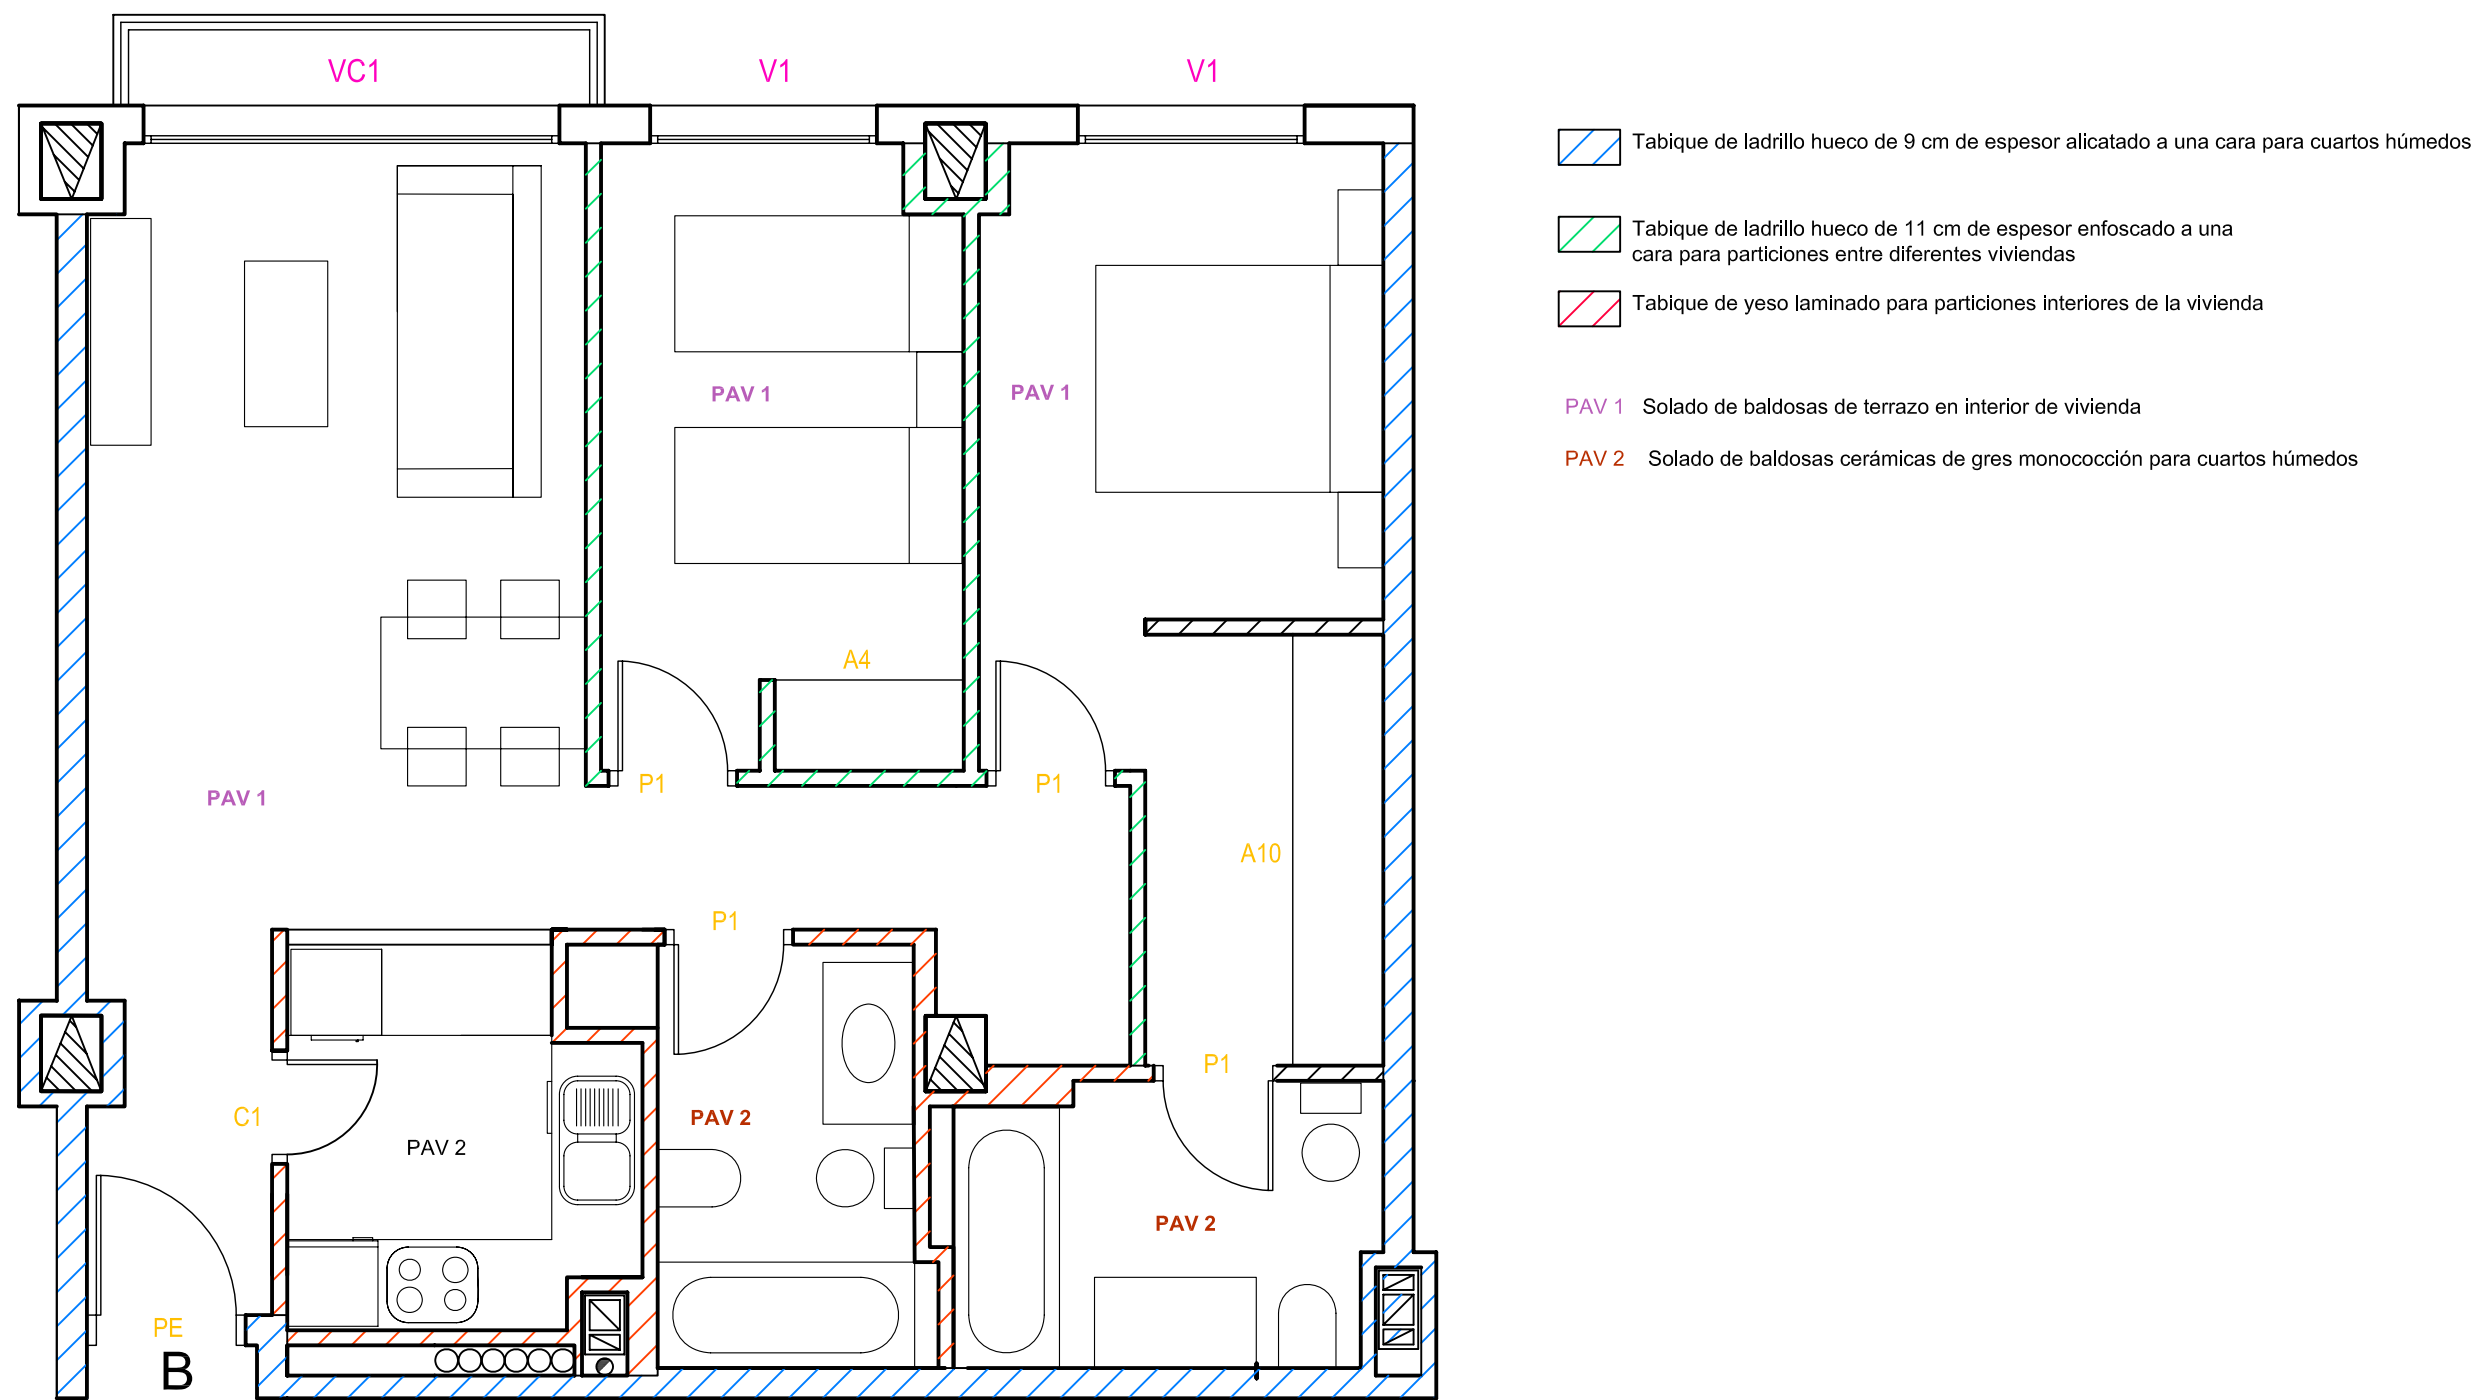 VC1
V1
V1
Tabique de ladrillo hueco de 9 cm de espesor alicatado a una cara para cuartos húmedos
Tabique de ladrillo hueco de 11 cm de espesor enfoscado a una
cara para particiones entre diferentes viviendas
Tabique de yeso laminado para particiones interiores de la vivienda
PAV 1 Solado de baldosas de terrazo en interior de vivienda
PAV 2 Solado de baldosas cerámicas de gres monococción para cuartos húmedos
PAV 1
PAV 1
A4
P1
P1
PAV 1
A10
P1
P1
C1
PAV 2
PAV 2
PAV 2
PE
B